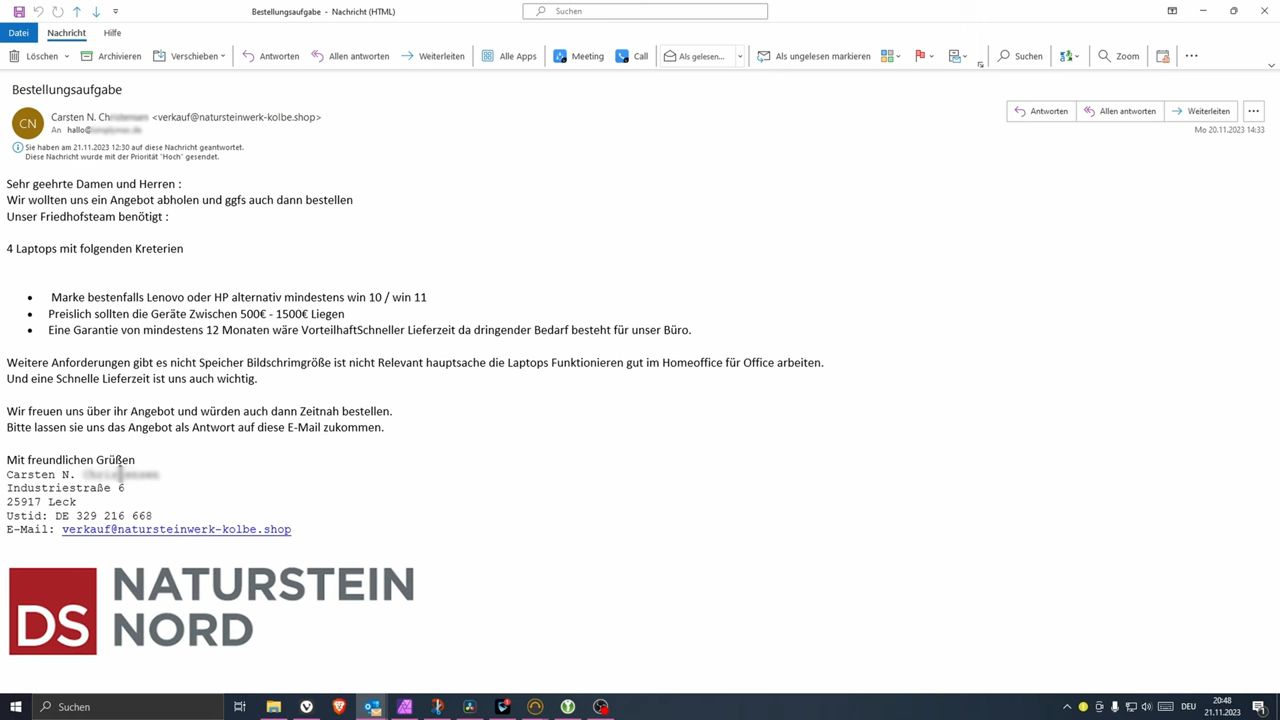 Bestellungsaufgabe - Nachricht (HTML)
Suchen
Datei Nachricht Hilfe
Löschen Archivieren Verschieben Antworten Allen antworten Weiterleiten Alle Apps Meeting Call Als gelesen... Als ungelesen markieren Suchen Zoom
Bestellungsaufgabe
CN
Carsten N. <verkauf@natursteinwerk-kolbe.shop>
An hallo@
Antworten Allen antworten Weiterleiten
Mo 20.11.2023 14:33
Sie haben am 21.11.2023 12:30 auf diese Nachricht geantwortet.
Diese Nachricht wurde mit der Priorität "Hoch" gesendet.
Sehr geehrte Damen und Herren :
Wir wollten uns ein Angebot abholen und ggfs auch dann bestellen
Unser Friedhofsteam benötigt :
4 Laptops mit folgenden Kreterien
• Marke bestenfalls Lenovo oder HP alternativ mindestens win 10 / win 11
• Preislich sollten die Geräte Zwischen 500€ - 1500€ Liegen
• Eine Garantie von mindestens 12 Monaten wäre VorteilhaftSchneller Lieferzeit da dringender Bedarf besteht für unser Büro.
Weitere Anforderungen gibt es nicht Speicher Bildschrimgröße ist nicht Relevant hauptsache die Laptops Funktionieren gut im Homeoffice für Office arbeiten.
Und eine Schnelle Lieferzeit ist uns auch wichtig.
Wir freuen uns über ihr Angebot und würden auch dann Zeitnah bestellen.
Bitte lassen sie uns das Angebot als Antwort auf diese E-Mail zukommen.
Mit freundlichen Grüßen
Carsten N.
Industriestraße 6
25917 Leck
Ustid: DE 329 216 668
E-Mail: verkauf@natursteinwerk-kolbe.shop
DS
NATURSTEIN
NORD
Suchen
DEU
20:48
21.11.2023